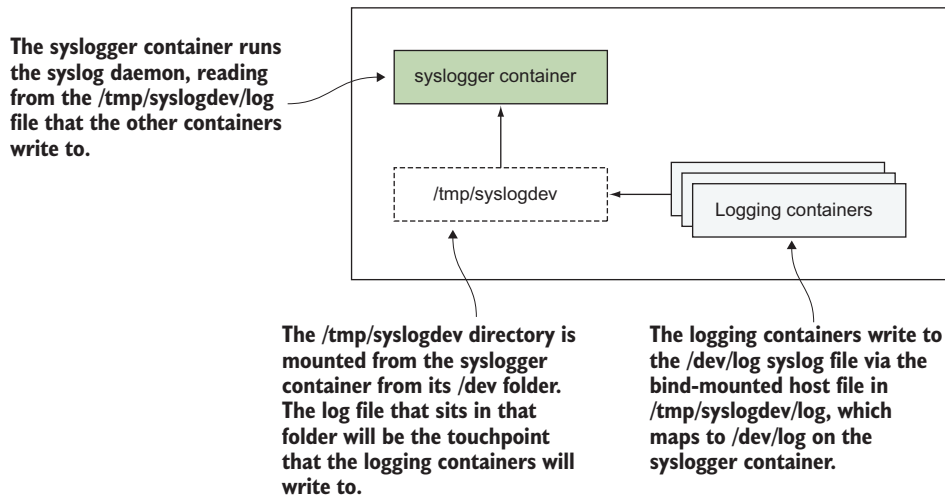 The syslogger container runs
the syslog daemon, reading
from the /tmp/syslogdev/log
file that the other containers
write to.
syslogger container
/tmp/syslogdev
Logging containers
The /tmp/syslogdev directory is
mounted from the syslogger
container from its /dev folder.
The log file that sits in that
folder will be the touchpoint
that the logging containers will
write to.
The logging containers write to
the /dev/log syslog file via the
bind-mounted host file in
/tmp/syslogdev/log, which
maps to /dev/log on the
syslogger container.